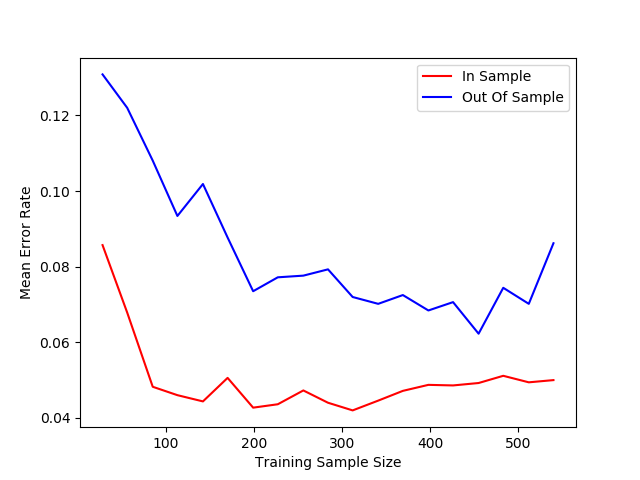 In Sample
Out Of Sample
Mean Error Rate
0.12
0.10
0.08
0.06
0.04
100 200 300 400 500
Training Sample Size